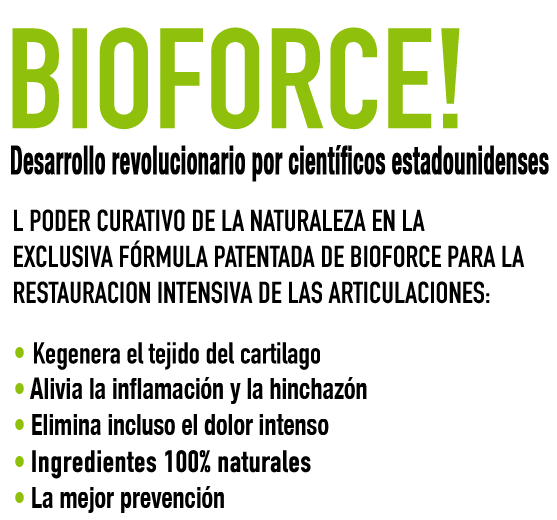 BIOFORCE!
Desarrollo revolucionario por científicos estadounidenses
L PODER CURATIVO DE LA NATURALEZA EN LA
EXCLUSIVA FÓRMULA PATENTADA DE BIOFORCE PARA LA
RESTAURACION INTENSIVA DE LAS ARTICULACIONES:
• Kegenera el tejido del cartilago
• Alivia la inflamación y la hinchazón
• Elimina incluso el dolor intenso
• Ingredientes 100% naturales
• La mejor prevención